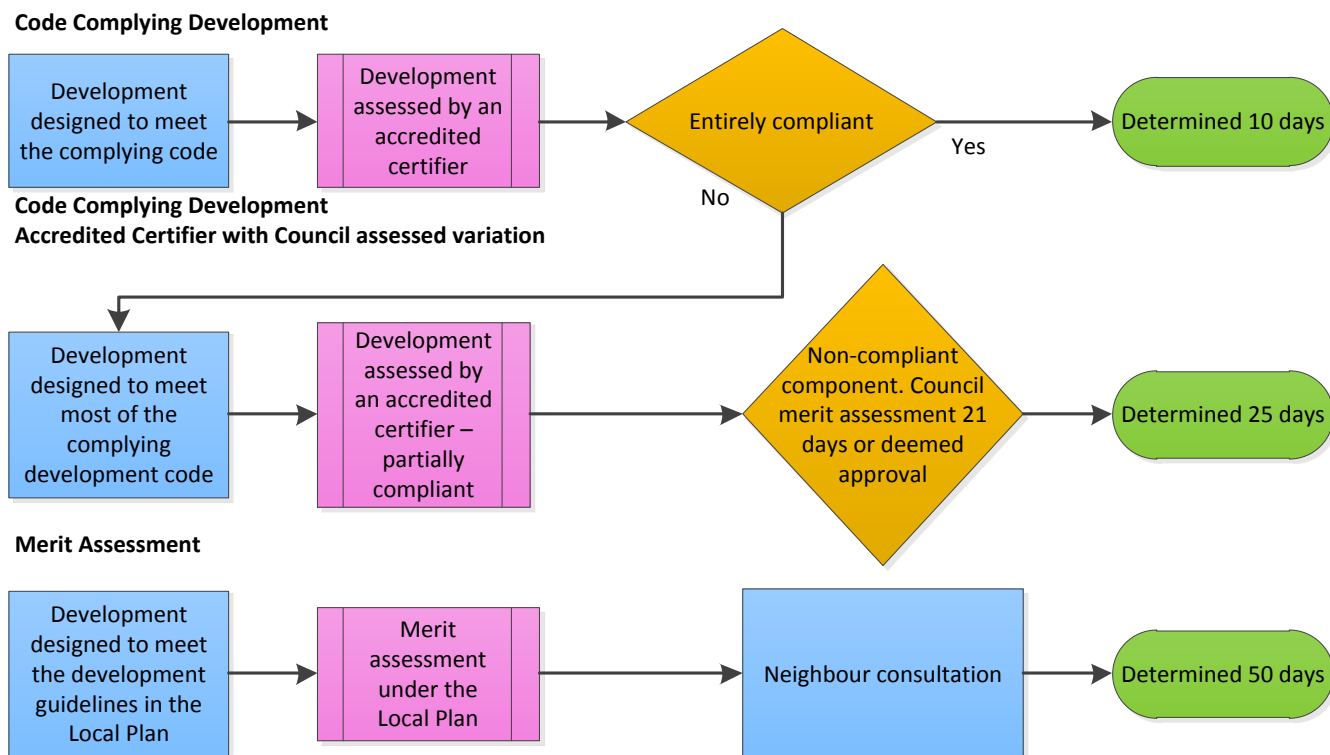 Code Complying Development
Development
designed to meet
the complying code
Development
assessed by an
accredited
certifier
Entirely compliant
Yes
No
Determined 10 days
Code Complying Development
Accredited Certifier with Council assessed variation
Development
designed to meet
most of the
complying
development code
Development
assessed by
an accredited
certifier –
partially
compliant
Non-compliant
component. Council
merit assessment 21
days or deemed
approval
Determined 25 days
Merit Assessment
Development
designed to meet
the development
guidelines in the
Local Plan
Merit
assessment
under the
Local Plan
Neighbour consultation
Determined 50 days